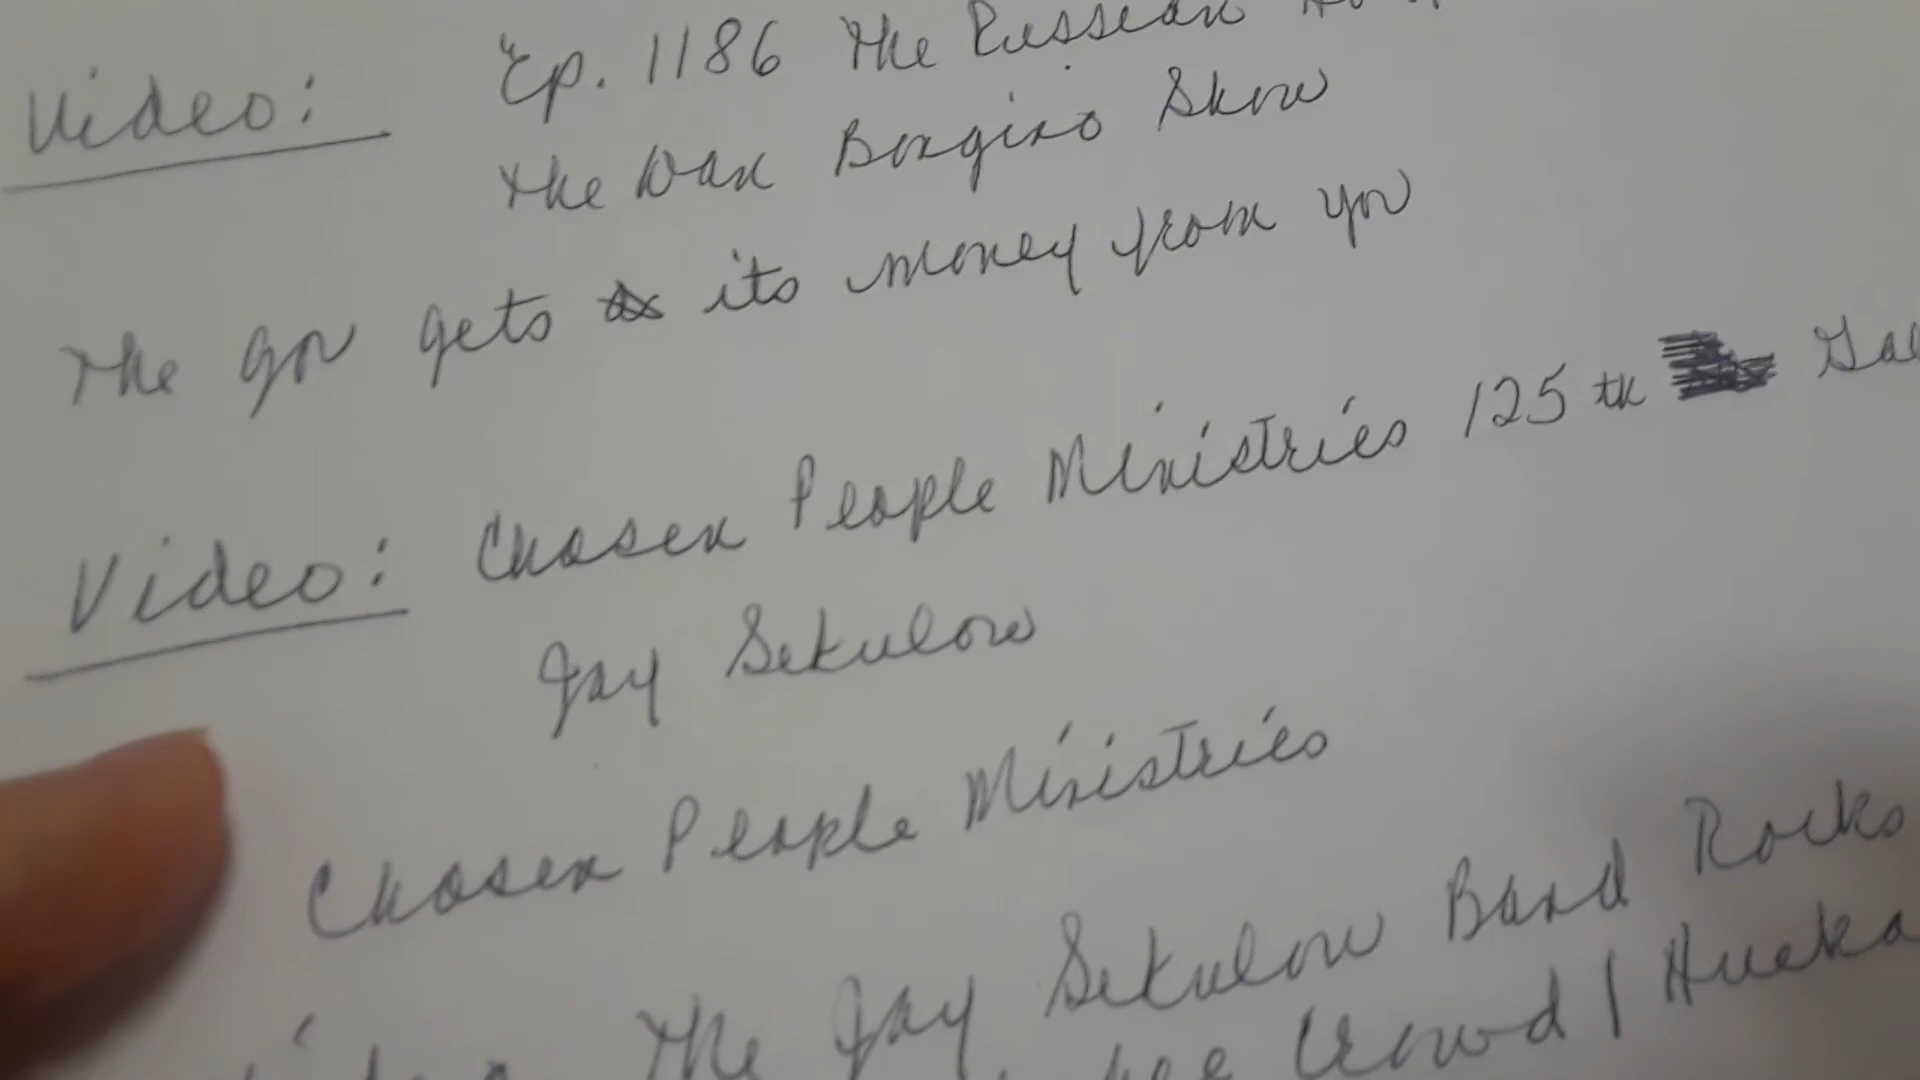 Video: "Ep. 1186 The Russian
The Dan Bongino Show
The gov gets its money from you
Video: Chosen People Ministries 125th
Jay Sekulow
Chosen People Ministries
The Jay Sekulow Band Rocks
Crowd |